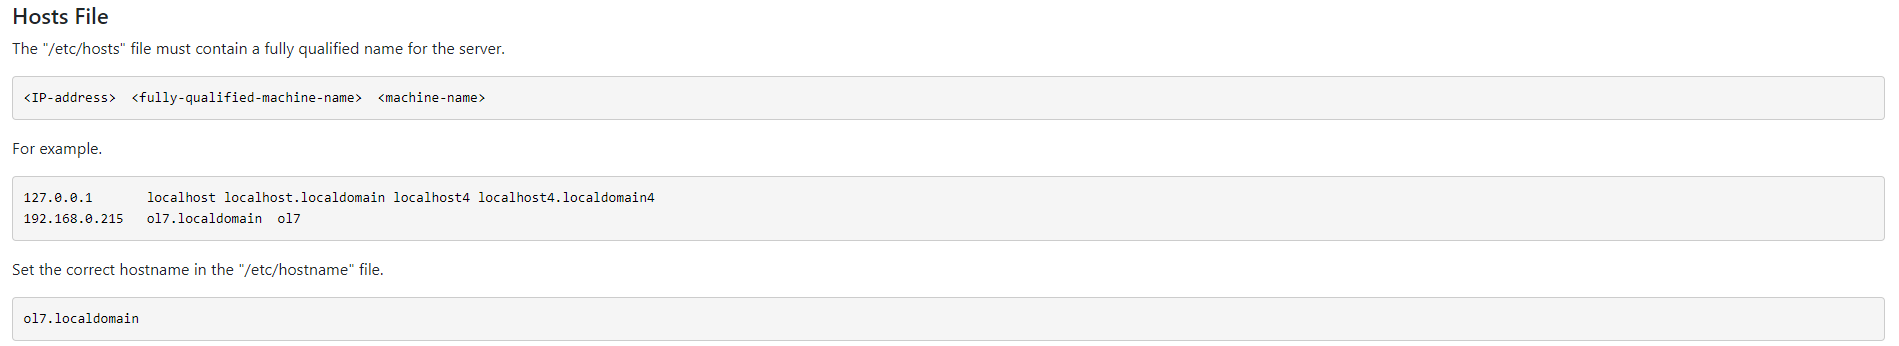 Hosts File
The "/etc/hosts" file must contain a fully qualified name for the server.
<IP-address>  <fully-qualified-machine-name>  <machine-name>
For example.
127.0.0.1       localhost localhost.localdomain localhost4 localhost4.localdomain4
192.168.0.215   ol7.localdomain  ol7
Set the correct hostname in the "/etc/hostname" file.
ol7.localdomain